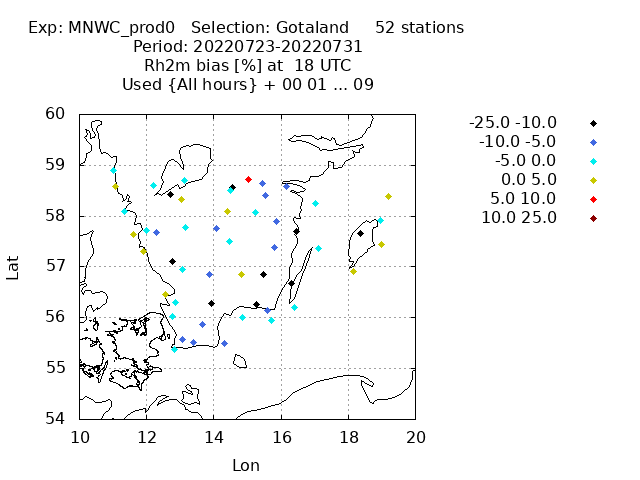 Exp: MNWC_prod0 Selection: Gotaland 52 stations
Period: 20220723-20220731
Rh2m bias [%] at 18 UTC
Used {All hours} + 00 01 ... 09
-25.0 -10.0
-10.0 -5.0
-5.0 0.0
0.0 5.0
5.0 10.0
10.0 25.0
60
59
58
57
56
55
54
Lat
10 12 14 16 18 20
Lon